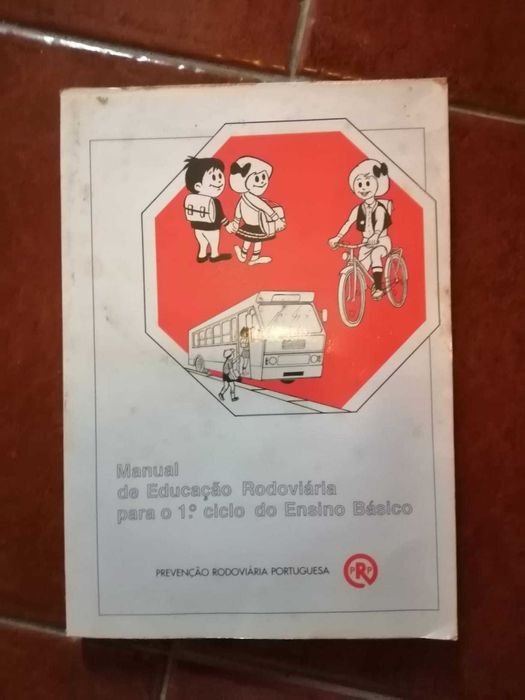 Manual
de Educação Rodoviária
para o 1.º ciclo do Ensino Básico
PREVENÇÃO RODOVIÁRIA PORTUGUESA
PRP